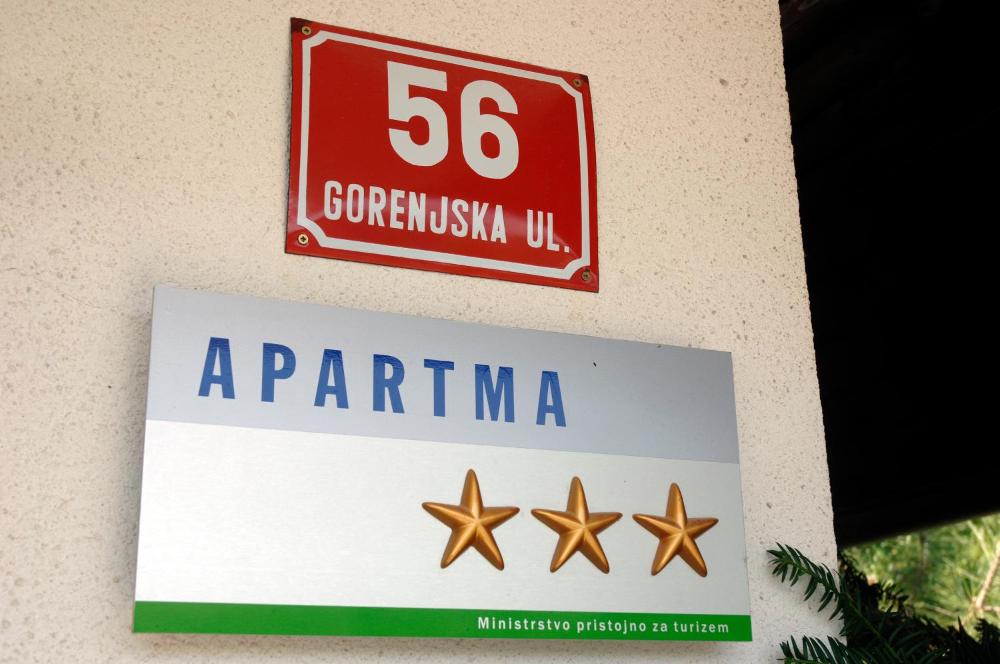 56
GORENJSKA UL.
APARTMA
Ministrstvo pristojno za turizem